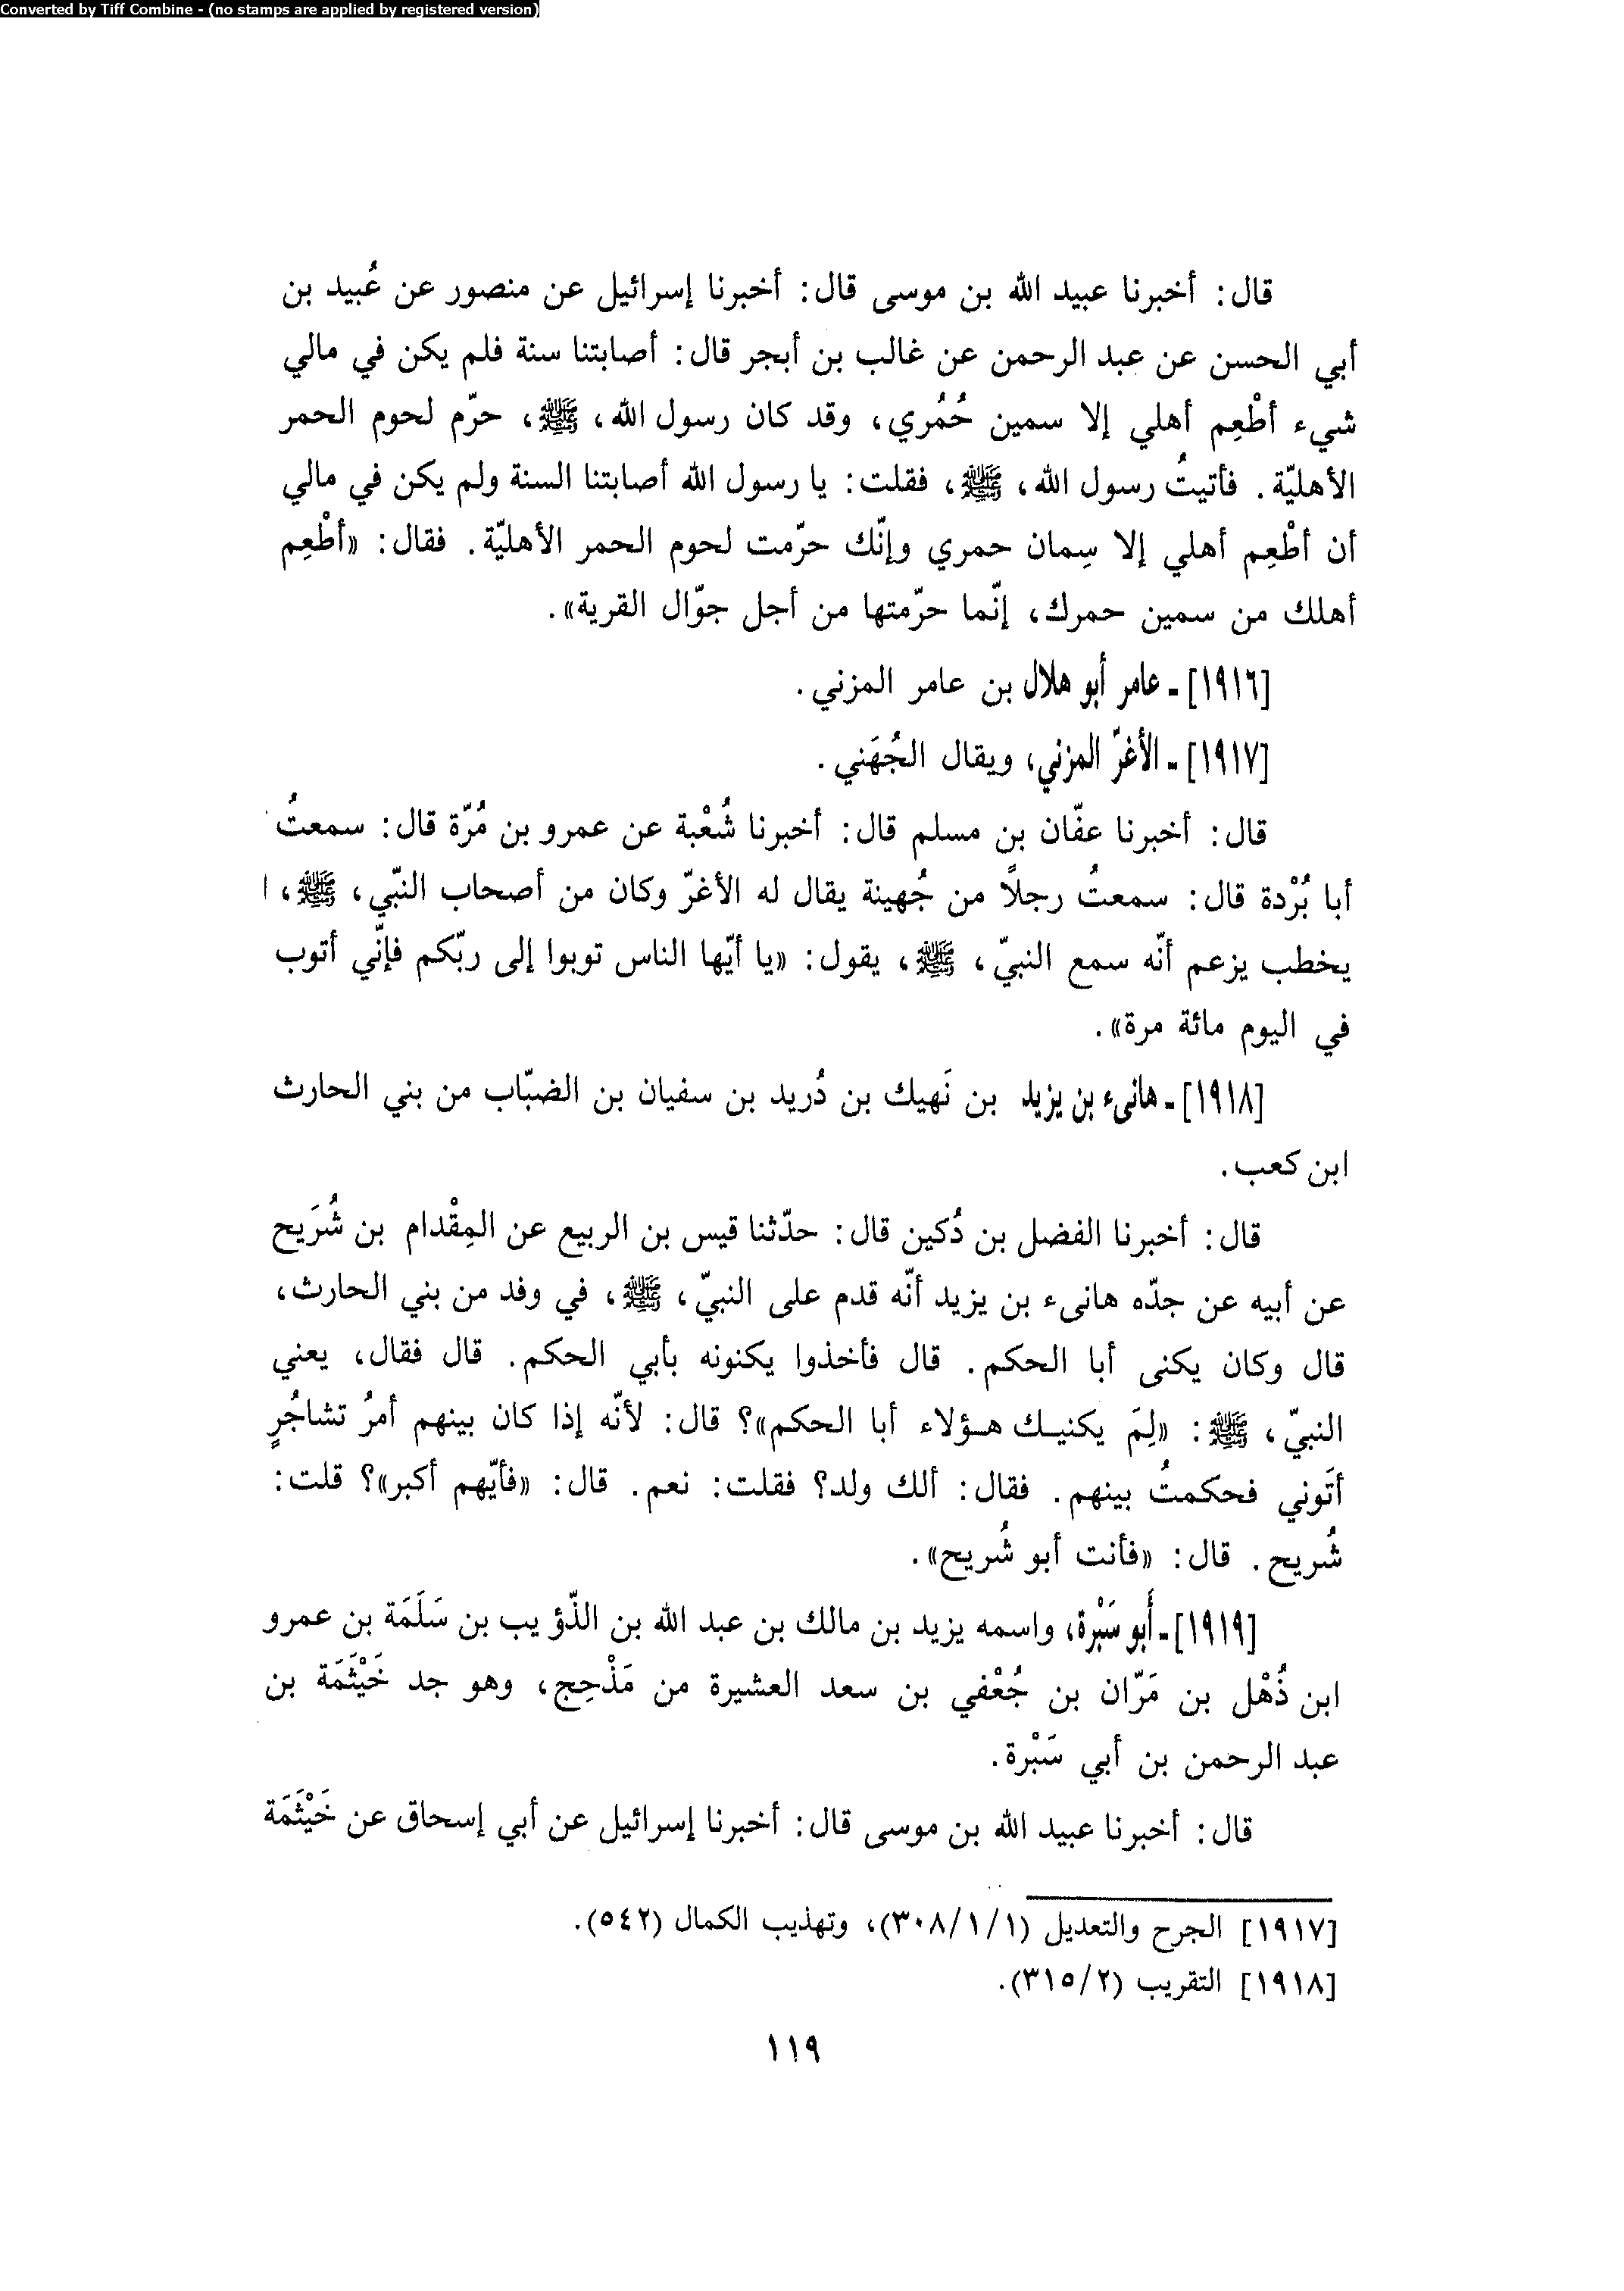 Converted by Tiff Combine - (no stamps are applied by registered version)
قال: أخبرنا عبيد الله بن موسى قال: أخبرنا إسرائيل عن منصور عن عُبيد بن
أبي الحسن عن عبد الرحمن عن غالب بن أبجر قال: أصابتنا سنة فلم يكن في مالي
شيء أطْعِم أهلي إلا سمين حُمُري، وقد كان رسول الله، ﷺ، حرّم لحوم الحمر
الأهليّة. فأتيتُ رسول الله، ﷺ، فقلت: يا رسول الله أصابتنا السنة ولم يكن في مالي
أن أطْعِم أهلي إلا سِمان حمري وإنّك حرّمت لحوم الحمر الأهليّة. فقال: «أطْعِم
أهلك من سمين حمرك، إنّما حرّمتها من أجل جوّال القرية».
[١٩١٦] - عامر أبو هلال بن عامر المزني.
[١٩١٧] - الأغرّ المزني، ويقال الجُهَني.
قال: أخبرنا عفّان بن مسلم قال: أخبرنا شُعْبة عن عمرو بن مُرّة قال: سمعتُ
أبا بُرْدة قال: سمعتُ رجلاً من جُهينة يقال له الأغرّ وكان من أصحاب النّبي، ﷺ،
يخطب يزعم أنّه سمع النبيّ، ﷺ، يقول: «يا أيّها الناس توبوا إلى ربّكم فإنّي أتوب
في اليوم مائة مرة».
[١٩١٨] - هانىء بن يزيد بن نَهيك بن دُريد بن سفيان بن الضبّاب من بني الحارث
ابن كعب.
قال: أخبرنا الفضل بن دُكين قال: حدّثنا قيس بن الربيع عن المِقْدام بن شُرَيح
عن أبيه عن جدّه هانىء بن يزيد أنّه قدم على النبيّ، ﷺ، في وفد من بني الحارث،
قال وكان يكنى أبا الحكم. قال فأخذوا يكنونه بأبي الحكم. قال فقال، يعني
النبيّ، ﷺ: «لِمَ يكنيك هؤلاء أبا الحكم»؟ قال: لأنّه إذا كان بينهم أمرُ تشاجُرٍ
أتَوني فحكمتُ بينهم. فقال: ألك ولد؟ فقلت: نعم. قال: «فأيّهم أكبر»؟ قلت:
شُريح. قال: «فأنت أبو شُريح».
[١٩١٩] - أَبو سَبْرة، واسمه يزيد بن مالك بن عبد الله بن الذّؤيب بن سَلَمَة بن عمرو
ابن ذُهْل بن مَرّان بن جُعْفي بن سعد العشيرة من مَذْحِج، وهو جد خَيْثَمَة بن
عبد الرحمن بن أبي سَبْرة.
قال: أخبرنا عبيد الله بن موسى قال: أخبرنا إسرائيل عن أبي إسحاق عن خَيْثَمَة
[١٩١٧] الجرح والتعديل (٣٠٨/١/١)، وتهذيب الكمال (٥٤٢).
[١٩١٨] التقريب (٣١٥/٢).
١١٩